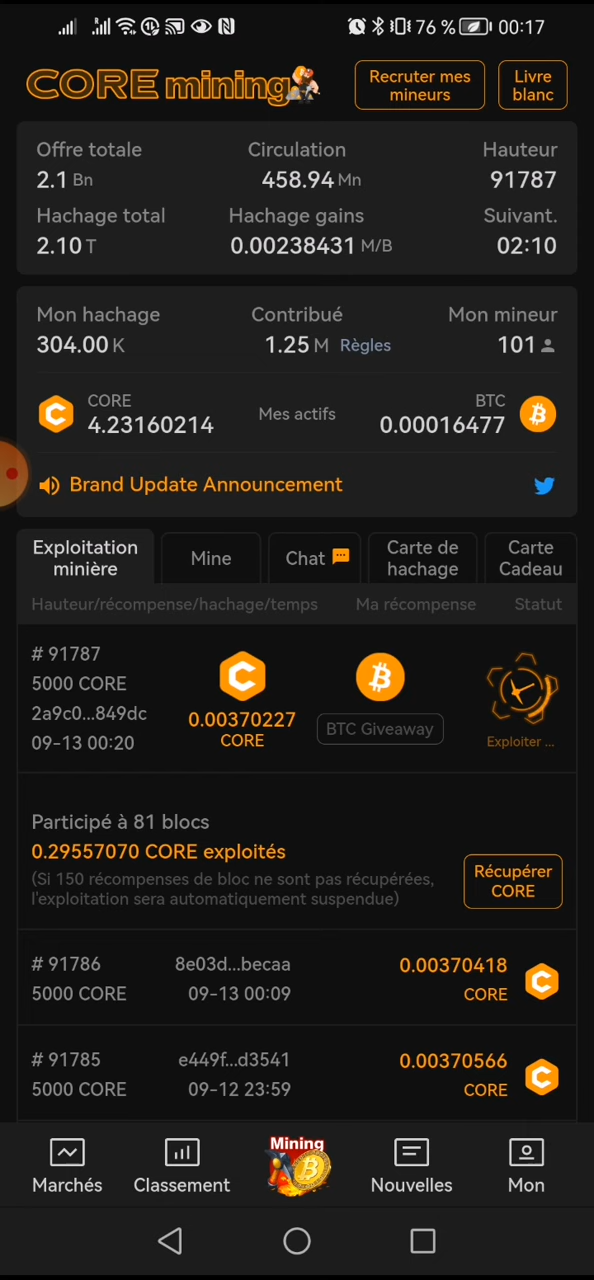 76 % 00:17
CORE mining
Recruter mes
mineurs
Livre
blanc
Offre totale Circulation Hauteur
2.1 Bn 458.94 Mn 91787
Hachage total Hachage gains Suivant.
2.10 T 0.00238431 M/B 02:10
Mon hachage Contribué Mon mineur
304.00 K 1.25 M Règles 101
CORE Mes actifs BTC
4.23160214 0.00016477
Brand Update Announcement
Exploitation
minière
Mine
Chat
Carte de
hachage
Carte
Cadeau
Hauteur/récompense/hachage/temps Ma récompense Statut
# 91787
5000 CORE
2a9c0...849dc
09-13 00:20
0.00370227
CORE
BTC Giveaway
Exploiter ...
Participé à 81 blocs
0.29557070 CORE exploités
(Si 150 récompenses de bloc ne sont pas récupérées,
l'exploitation sera automatiquement suspendue)
Récupérer
CORE
# 91786 8e03d...becaa 0.00370418
5000 CORE 09-13 00:09 CORE
# 91785 e449f...d3541 0.00370566
5000 CORE 09-12 23:59 CORE
Mining
Marchés Classement Nouvelles Mon